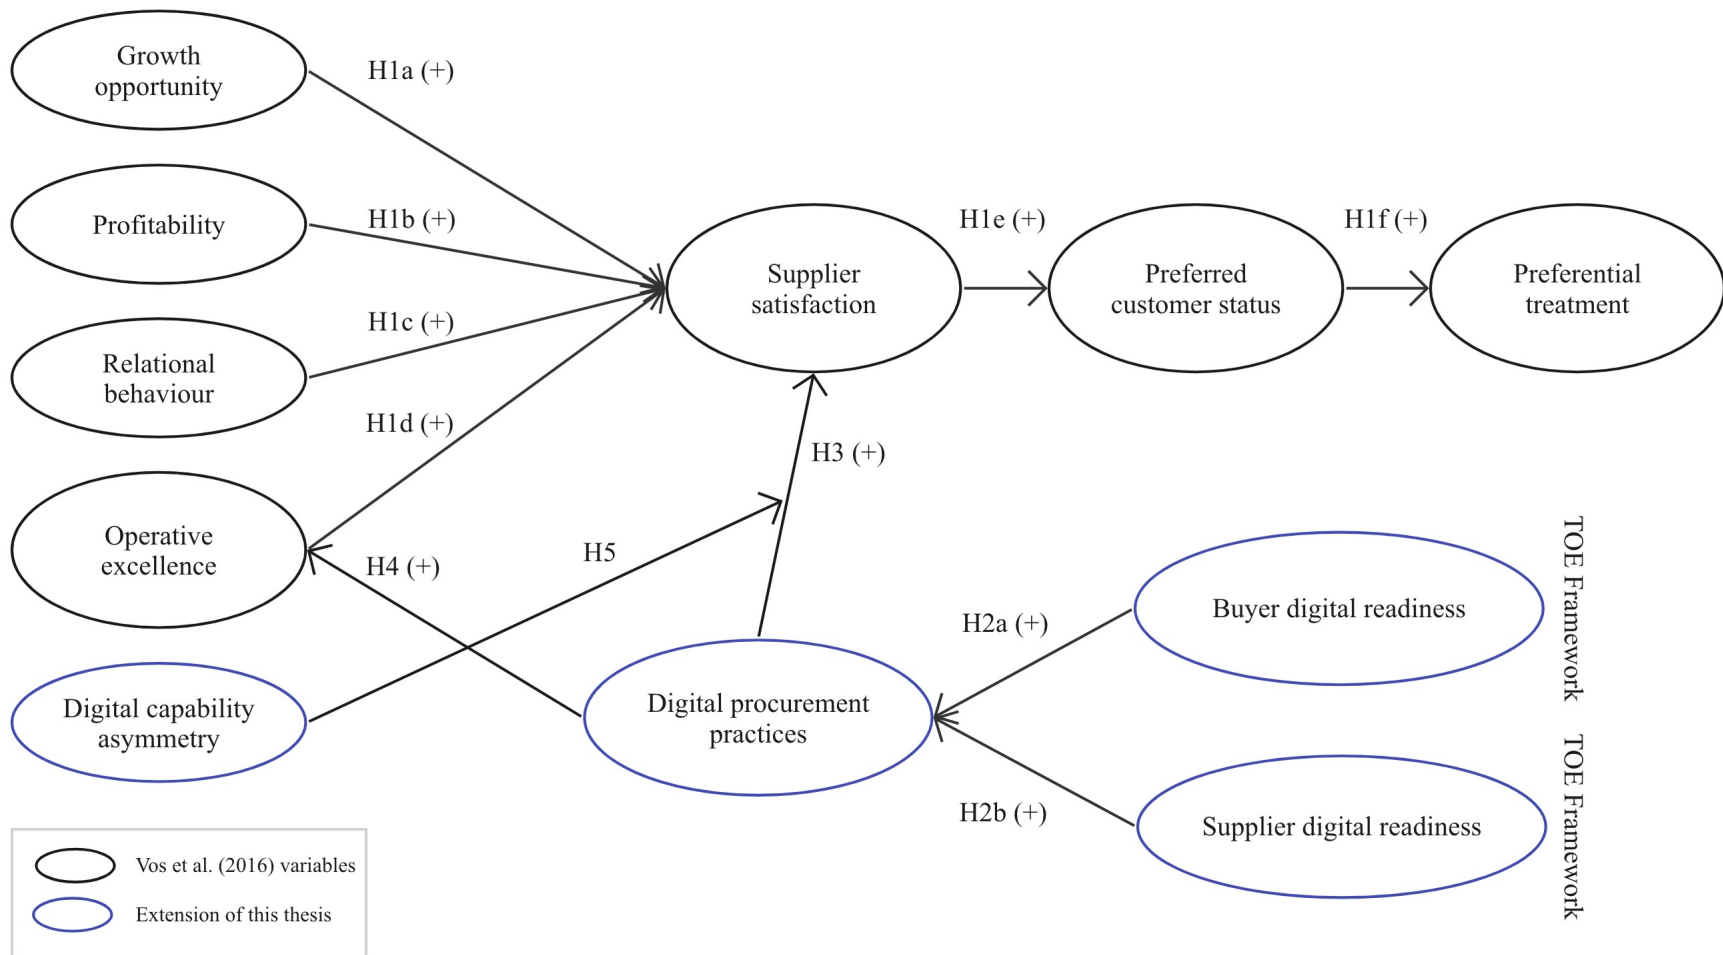 Growth
opportunity
H1a (+)
Profitability
H1b (+)
Relational
behaviour
H1c (+)
H1d (+)
Operative
excellence
H4 (+)
Digital capability
asymmetry
H5
Supplier
satisfaction
H1e (+)
Preferred
customer status
H1f (+)
Preferential
treatment
H3 (+)
Digital procurement
practices
H2a (+)
H2b (+)
Buyer digital readiness
TOE Framework
Supplier digital readiness
TOE Framework
Vos et al. (2016) variables
Extension of this thesis